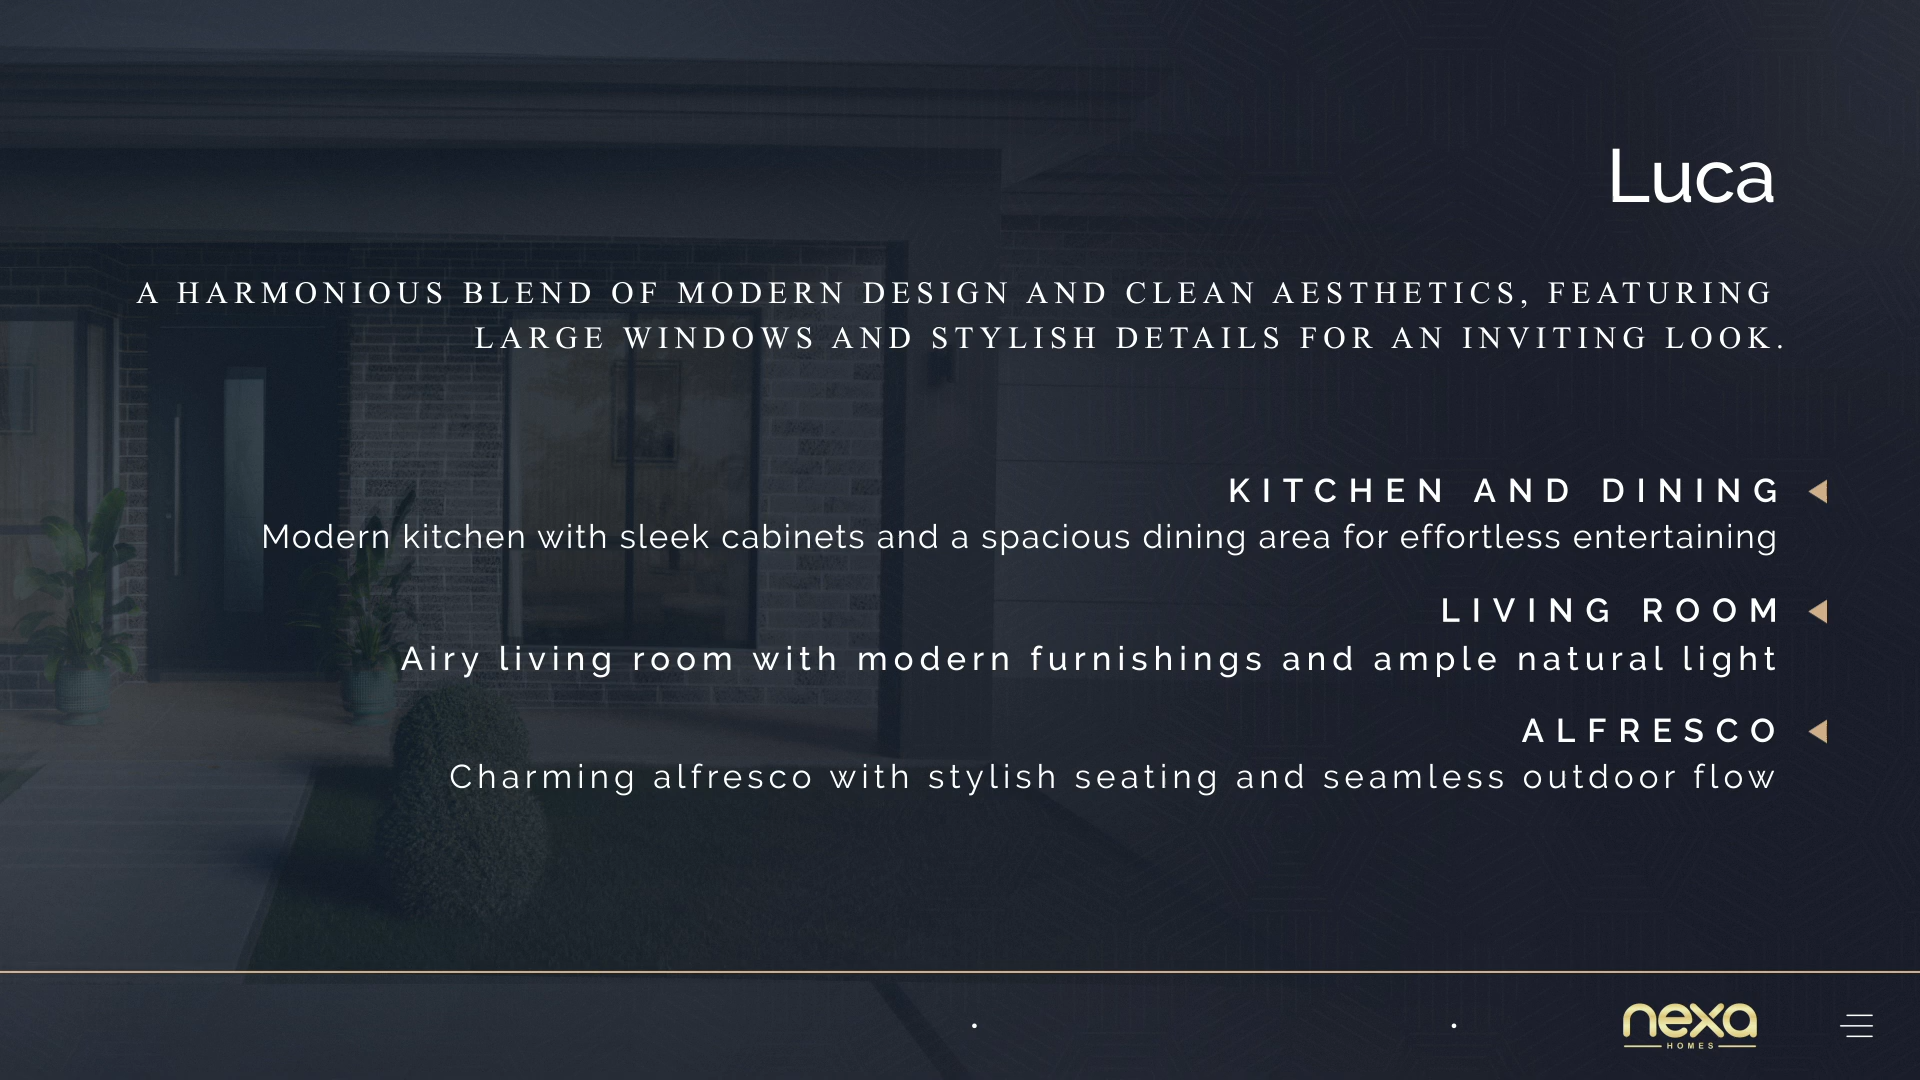 Luca
A HARMONIOUS BLEND OF MODERN DESIGN AND CLEAN AESTHETICS, FEATURING
LARGE WINDOWS AND STYLISH DETAILS FOR AN INVITING LOOK.
KITCHEN AND DINING
Modern kitchen with sleek cabinets and a spacious dining area for effortless entertaining
LIVING ROOM
Airy living room with modern furnishings and ample natural light
ALFRESCO
Charming alfresco with stylish seating and seamless outdoor flow
nexa
HOMES